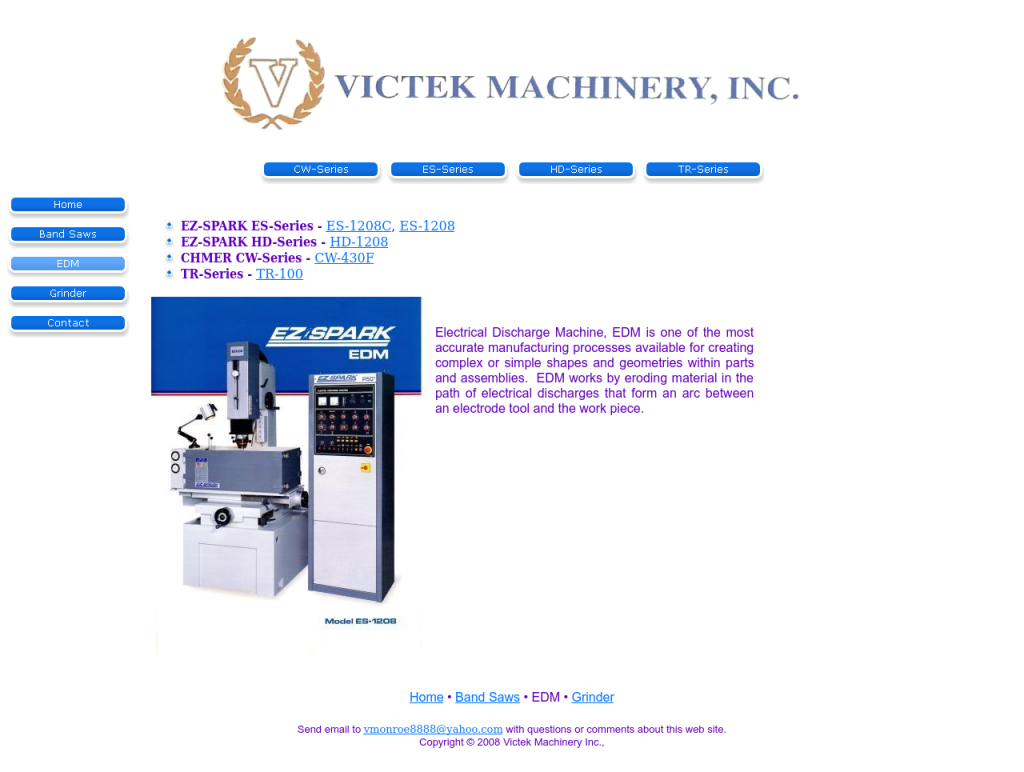 V VICTEK MACHINERY, INC.
CW-Series ES-Series HD-Series TR-Series
Home
Band Saws
EDM
Grinder
Contact
EZ-SPARK ES-Series - ES-1208C, ES-1208
EZ-SPARK HD-Series - HD-1208
CHMER CW-Series - CW-430F
TR-Series - TR-100
EZ SPARK
EDM
EZ SPARK P50
Model ES-1208
Electrical Discharge Machine, EDM is one of the most
accurate manufacturing processes available for creating
complex or simple shapes and geometries within parts
and assemblies. EDM works by eroding material in the
path of electrical discharges that form an arc between
an electrode tool and the work piece.
Home • Band Saws • EDM • Grinder
Send email to vmonroe8888@yahoo.com with questions or comments about this web site.
Copyright © 2008 Victek Machinery Inc.,